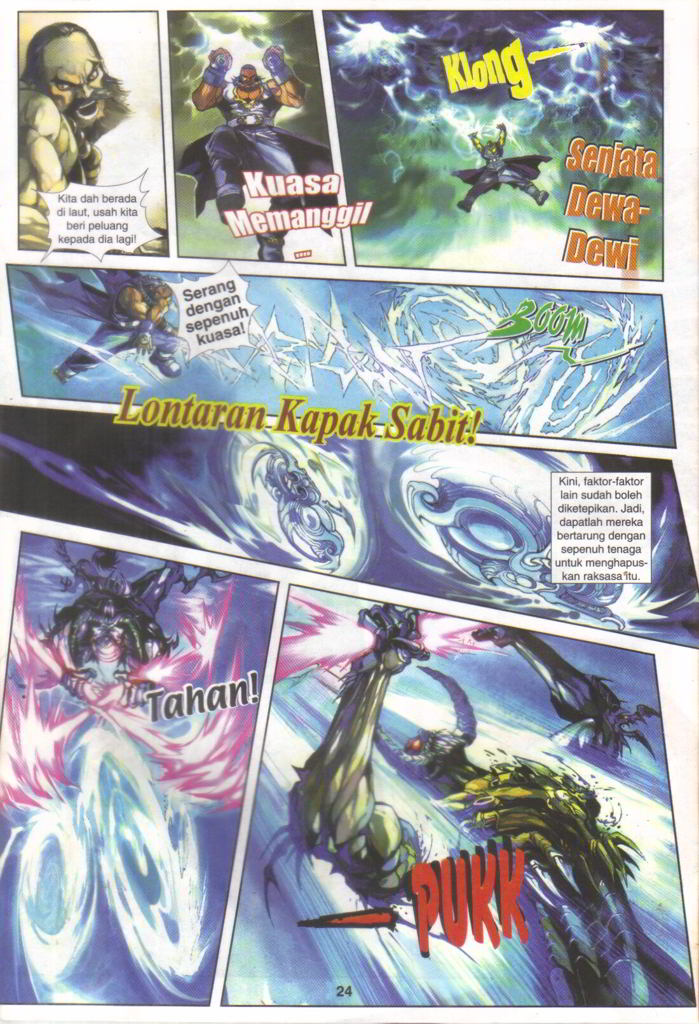 Kita dah berada
di laut, usah kita
beri peluang
kepada dia lagi!
Kuasa
Memanggil
....
Klong
Senjata
Dewa-
Dewi
Serang
dengan
sepenuh
kuasa!
BOOM
Lontaran Kapak Sabit!
Kini, faktor-faktor
lain sudah boleh
diketepikan. Jadi,
dapatlah mereka
bertarung dengan
sepenuh tenaga
untuk menghapus-
kan raksasa itu.
Tahan!
PUKK
24